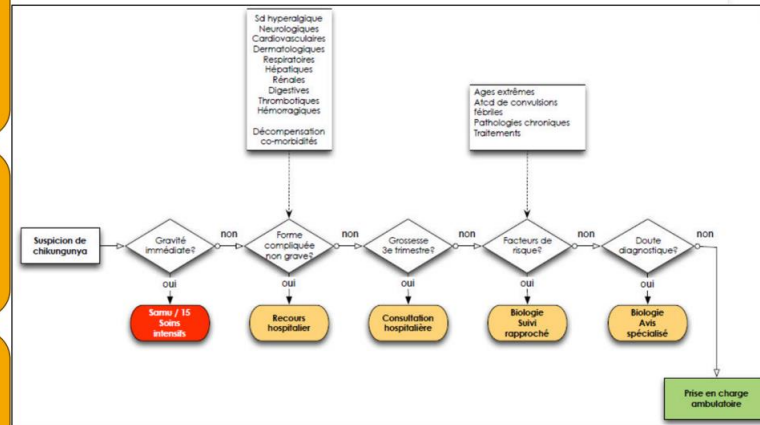 Sd hyperalgique
Neurologiques
Cardiovasculaires
Dermatologiques
Respiratoires
Hépatiques
Rénales
Digestives
Thrombotiques
Hémorragiques
Décompensation
co-morbidités
Ages extrêmes
Atcd de convulsions
fébriles
Pathologies chroniques
Traitements
Suspicion de
chikungunya
Gravité
immédiate?
non
Forme
compliquée
non grave?
non
Grossesse
3e trimestre?
non
Facteurs de
risque?
non
Doute
diagnostique?
non
oui
oui
oui
oui
oui
Samu / 15
Soins
intensifs
Recours
hospitalier
Consultation
hospitalière
Biologie
Suivi
rapproché
Biologie
Avis
spécialisé
Prise en charge
ambulatoire